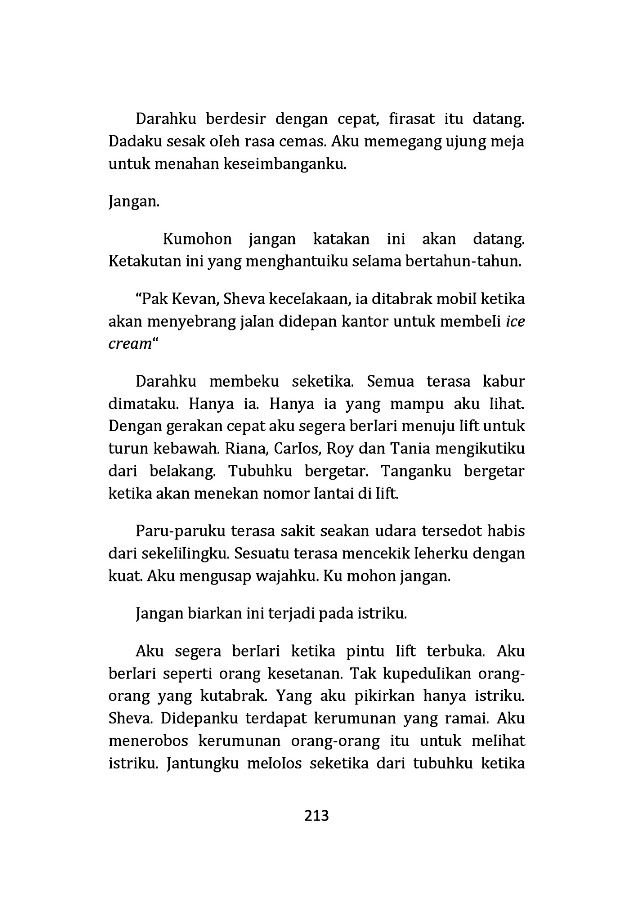 Darahku berdesir dengan cepat, firasat itu datang.
Dadaku sesak oleh rasa cemas. Aku memegang ujung meja
untuk menahan keseimbanganku.
Jangan.
Kumohon jangan katakan ini akan datang.
Ketakutan ini yang menghantuiku selama bertahun-tahun.
“Pak Kevan, Sheva kecelakaan, ia ditabrak mobil ketika
akan menyebrang jalan didepan kantor untuk membeli ice
cream“
Darahku membeku seketika. Semua terasa kabur
dimataku. Hanya ia. Hanya ia yang mampu aku lihat.
Dengan gerakan cepat aku segera berlari menuju lift untuk
turun kebawah. Riana, Carlos, Roy dan Tania mengikutiku
dari belakang. Tubuhku bergetar. Tanganku bergetar
ketika akan menekan nomor lantai di lift.
Paru-paruku terasa sakit seakan udara tersedot habis
dari sekelilingku. Sesuatu terasa mencekik leherku dengan
kuat. Aku mengusap wajahku. Ku mohon jangan.
Jangan biarkan ini terjadi pada istriku.
Aku segera berlari ketika pintu lift terbuka. Aku
berlari seperti orang kesetanan. Tak kupedulikan orang-
orang yang kutabrak. Yang aku pikirkan hanya istriku.
Sheva. Didepanku terdapat kerumunan yang ramai. Aku
menerobos kerumunan orang-orang itu untuk melihat
istriku. Jantungku melolos seketika dari tubuhku ketika
213